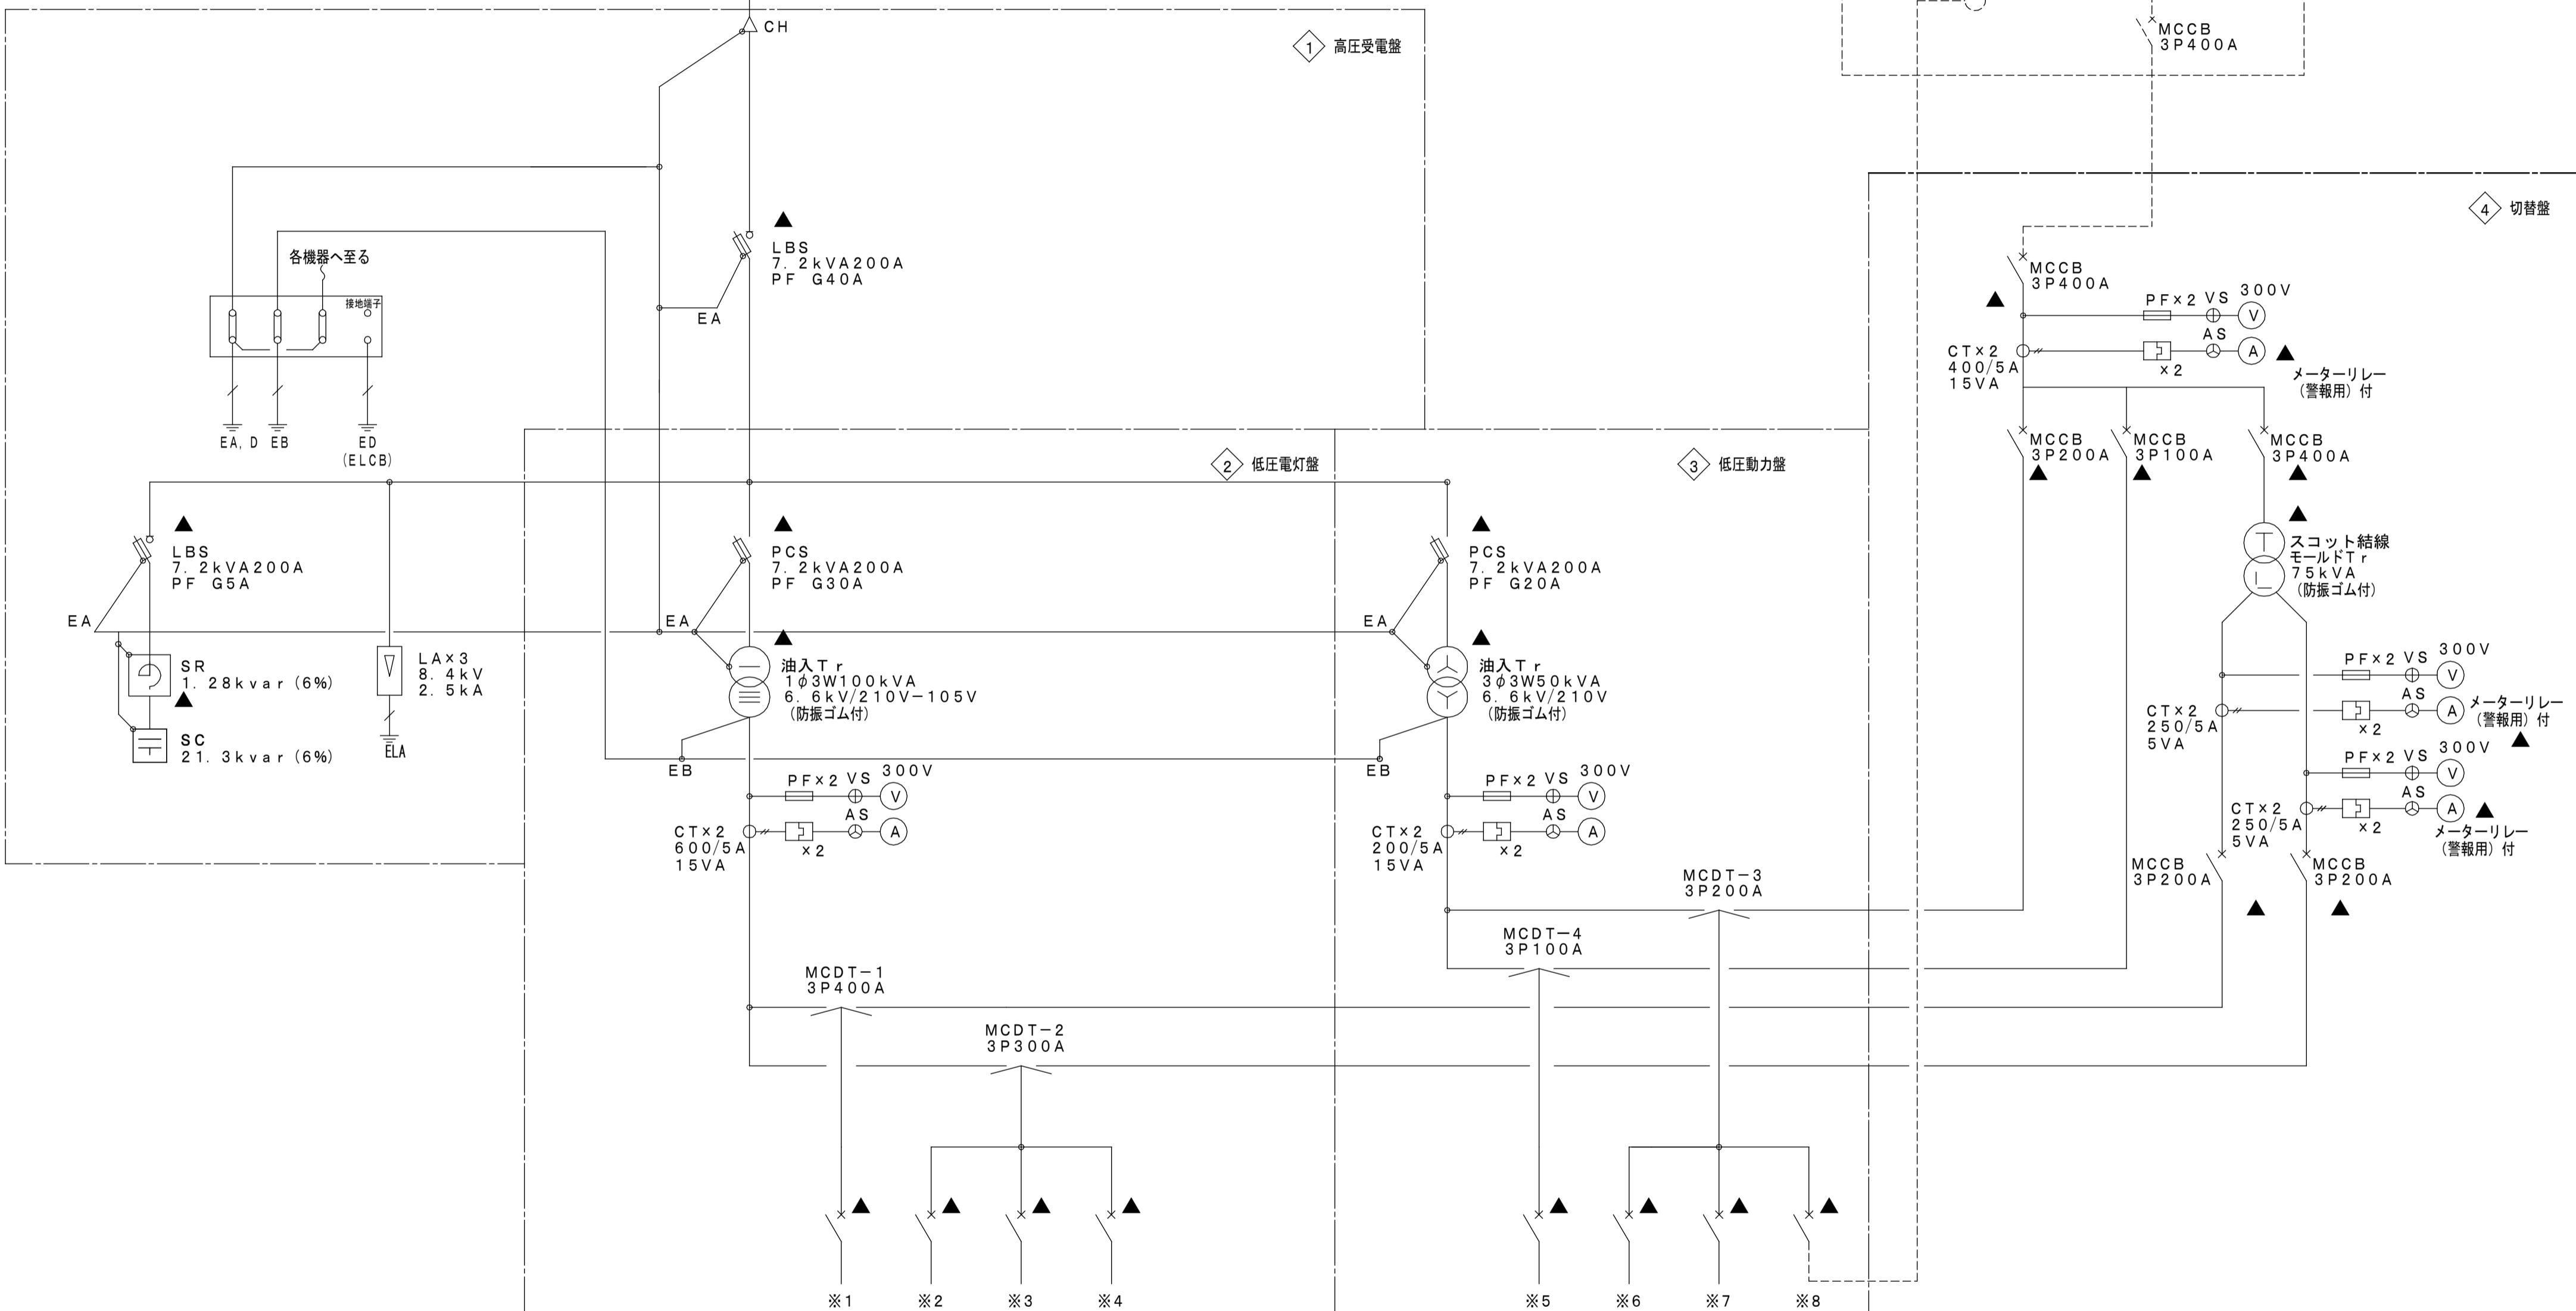 CH
1 高圧受電盤
MCCB
3P400A
4 切替盤
LBS
7.2kVA200A
PF G40A
EA
各機器へ至る
接地端子
EA, D EB
ED
(ELCB)
MCCB
3P400A
PF×2 VS 300V
V
AS
A
CT×2
400/5A
15VA
×2
メーターリレー
(警報用)付
MCCB
3P200A
MCCB
3P100A
MCCB
3P400A
2 低圧電灯盤
3 低圧動力盤
LBS
7.2kVA200A
PF G5A
PCS
7.2kVA200A
PF G30A
PCS
7.2kVA200A
PF G20A
スコット結線
モールドTr
75kVA
(防振ゴム付)
EA
EA
EA
SR
1.28kvar(6%)
SC
21.3kvar(6%)
LA×3
8.4kV
2.5kA
ELA
油入Tr
1φ3W100kVA
6.6kV/210V-105V
(防振ゴム付)
油入Tr
3φ3W50kVA
6.6kV/210V
(防振ゴム付)
EB
EB
PF×2 VS 300V
V
AS
A
CT×2
600/5A
15VA
×2
PF×2 VS 300V
V
AS
A
CT×2
200/5A
15VA
×2
PF×2 VS 300V
V
AS
A
メーターリレー
(警報用)付
CT×2
250/5A
5VA
×2
PF×2 VS 300V
V
AS
A
CT×2
250/5A
5VA
×2
メーターリレー
(警報用)付
MCCB
3P200A
MCCB
3P200A
MCDT-3
3P200A
MCDT-4
3P100A
MCDT-1
3P400A
MCDT-2
3P300A
※1 ※2 ※3 ※4 ※5 ※6 ※7 ※8